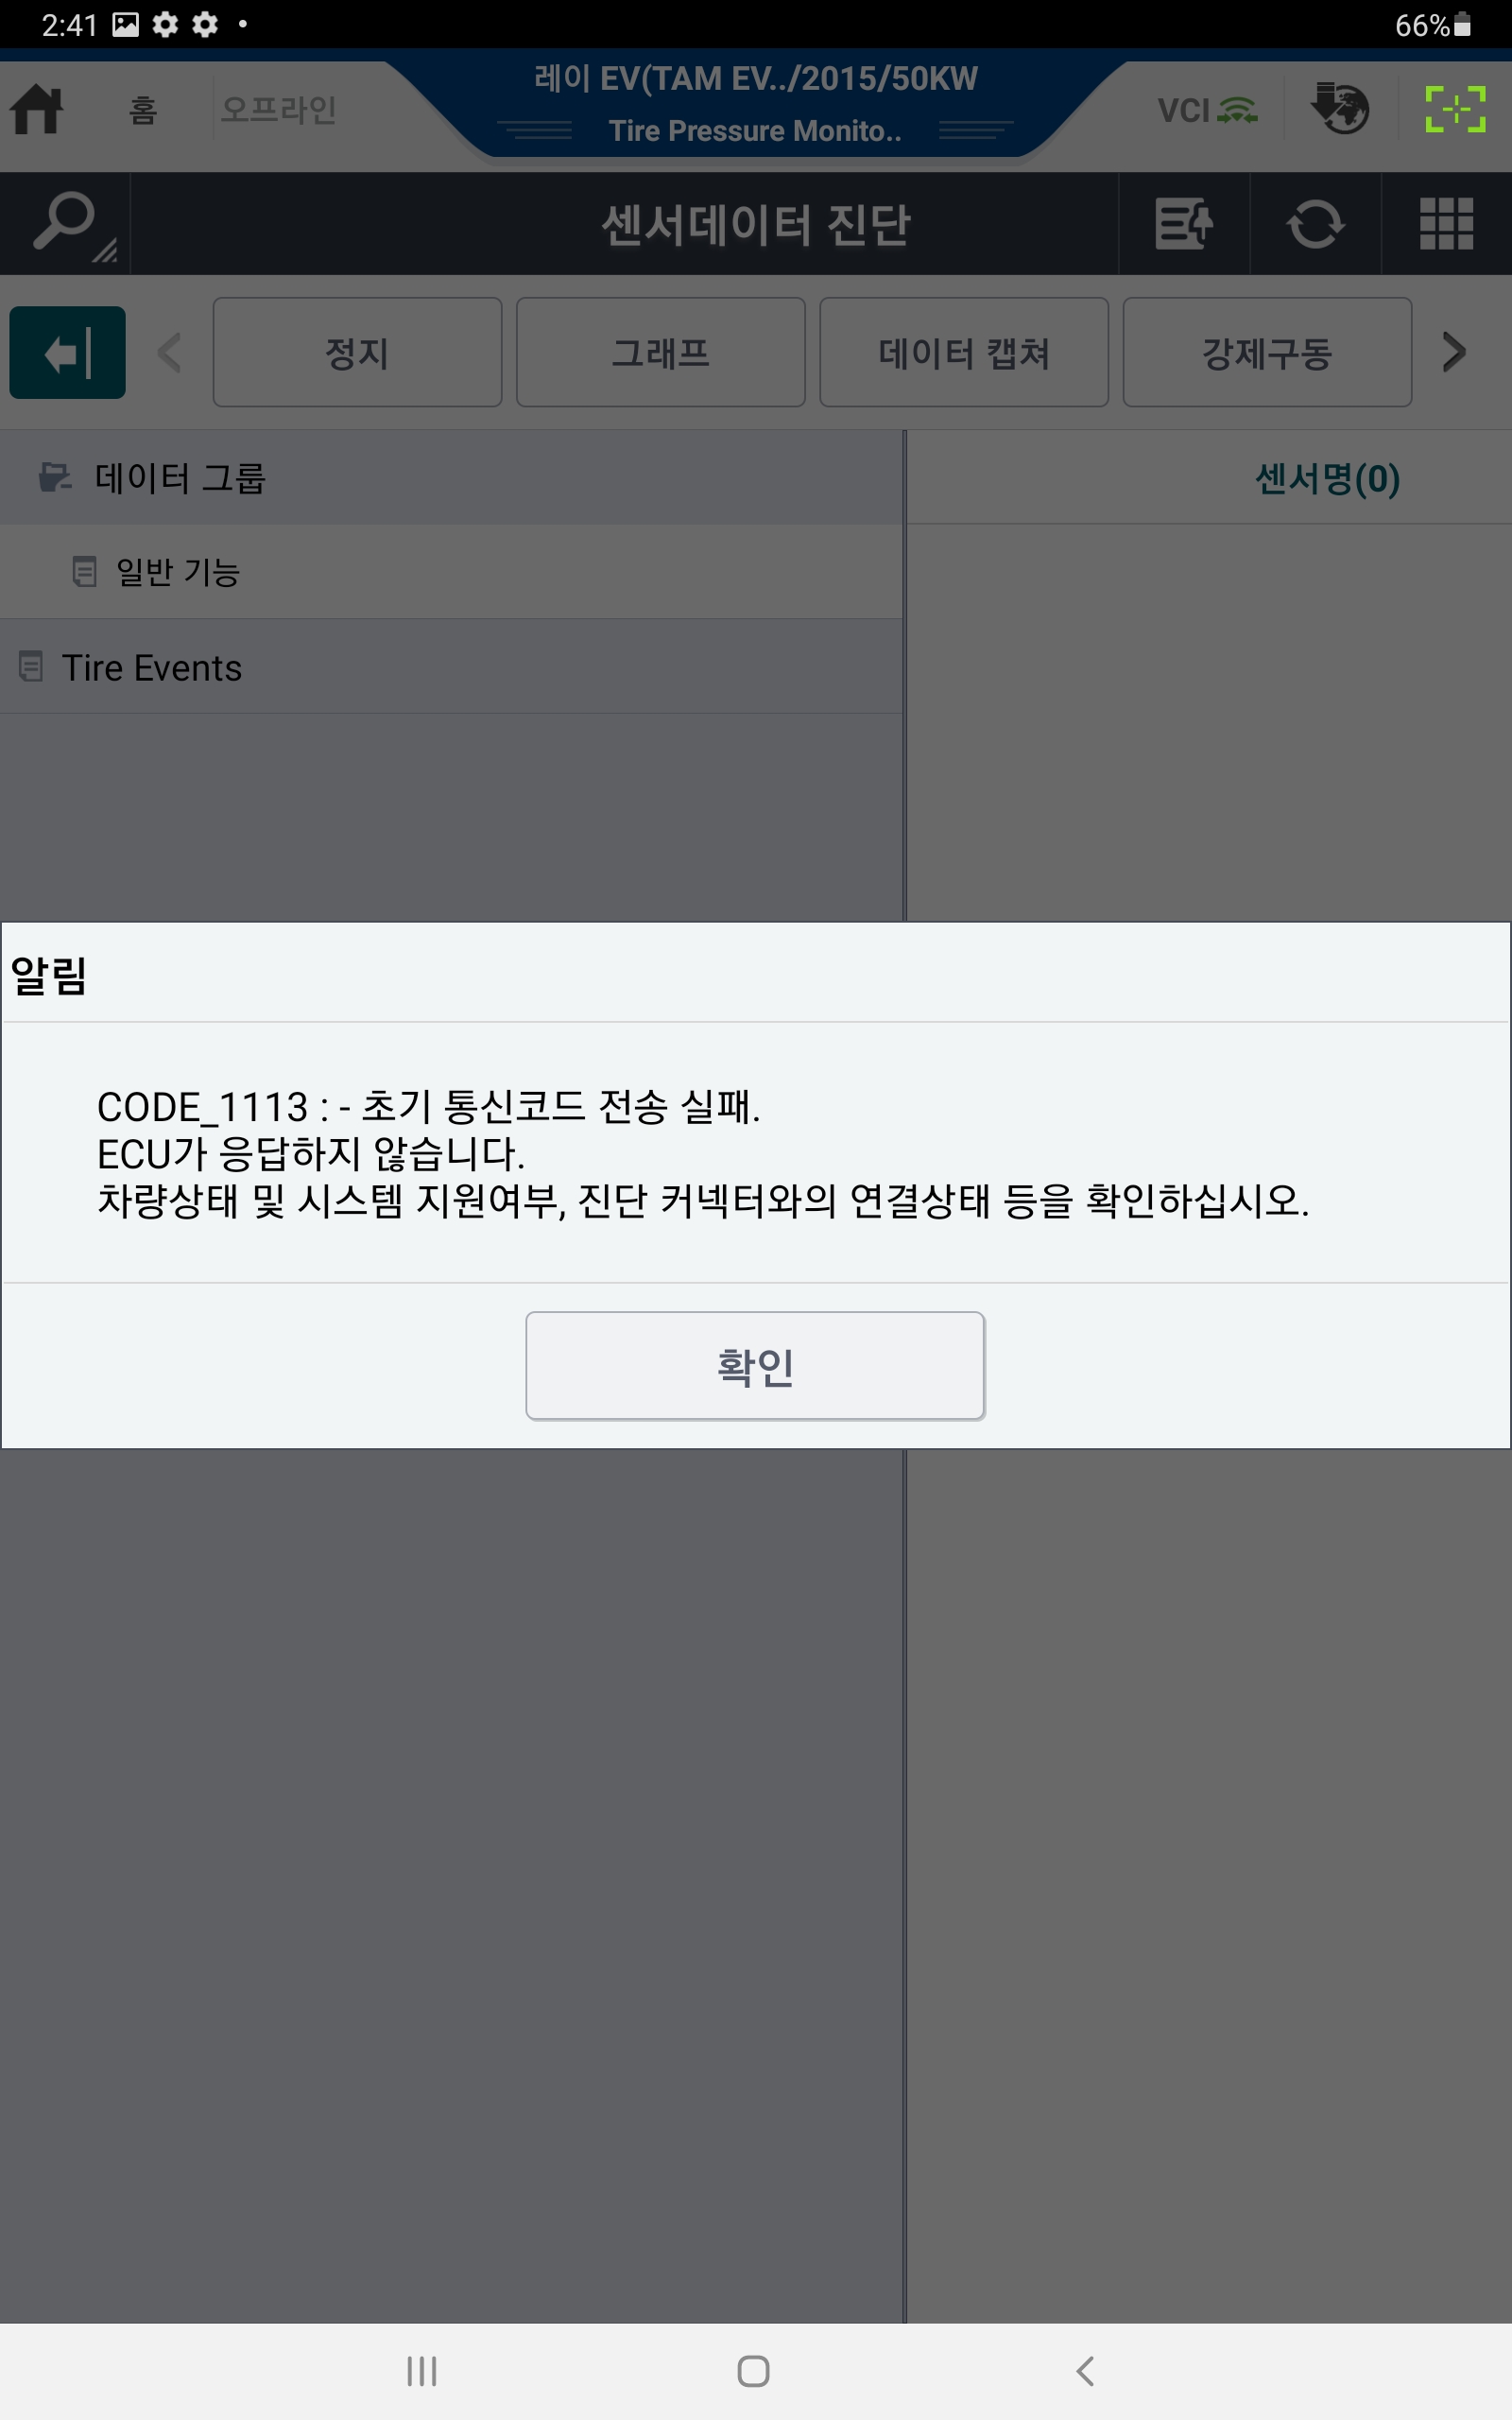 2:41
66%
홈
오프라인
레이 EV(TAM EV../2015/50KW
Tire Pressure Monito..
VCI
센서데이터 진단
정지
그래프
데이터 캡쳐
강제구동
데이터 그룹
센서명(0)
일반 기능
Tire Events
알림
CODE_1113 : - 초기 통신코드 전송 실패.
ECU가 응답하지 않습니다.
차량상태 및 시스템 지원여부, 진단 커넥터와의 연결상태 등을 확인하십시오.
확인